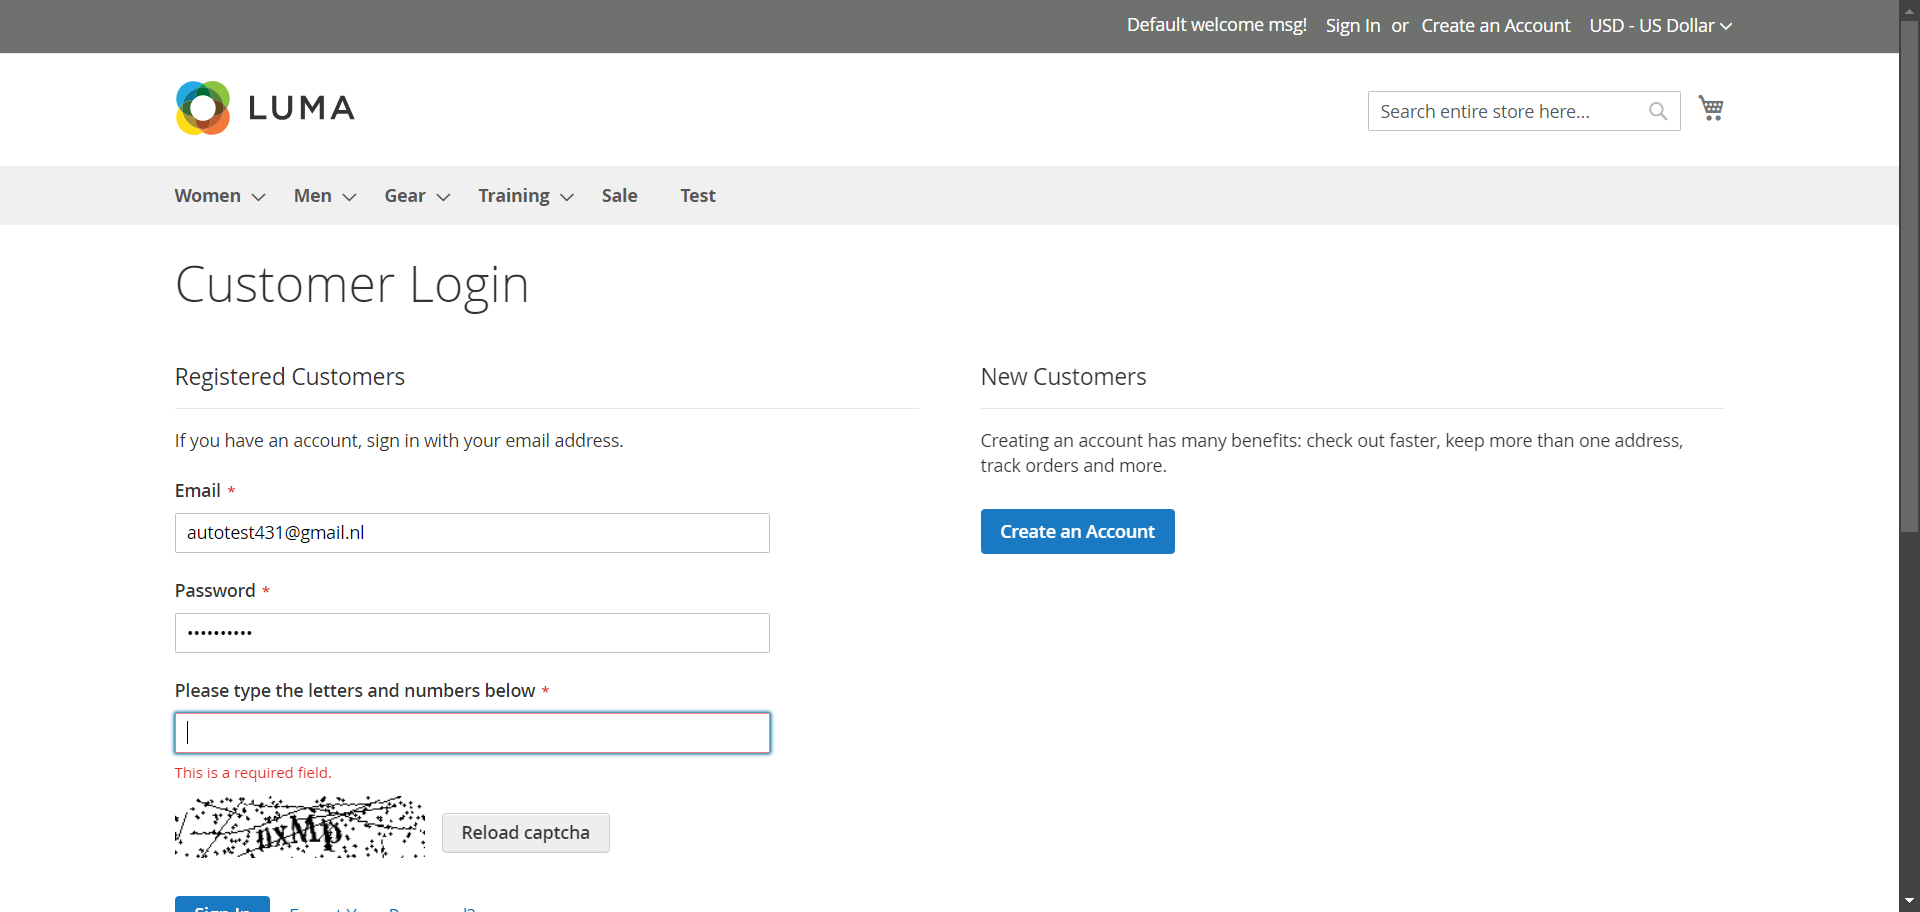 Default welcome msg! Sign In or Create an Account USD - US Dollar
LUMA
Search entire store here...
Women Men Gear Training Sale Test
Customer Login
Registered Customers
If you have an account, sign in with your email address.
Email *
autotest431@gmail.nl
Password *
••••••••••
Please type the letters and numbers below *
This is a required field.
Reload captcha
Sign In
New Customers
Creating an account has many benefits: check out faster, keep more than one address,
track orders and more.
Create an Account